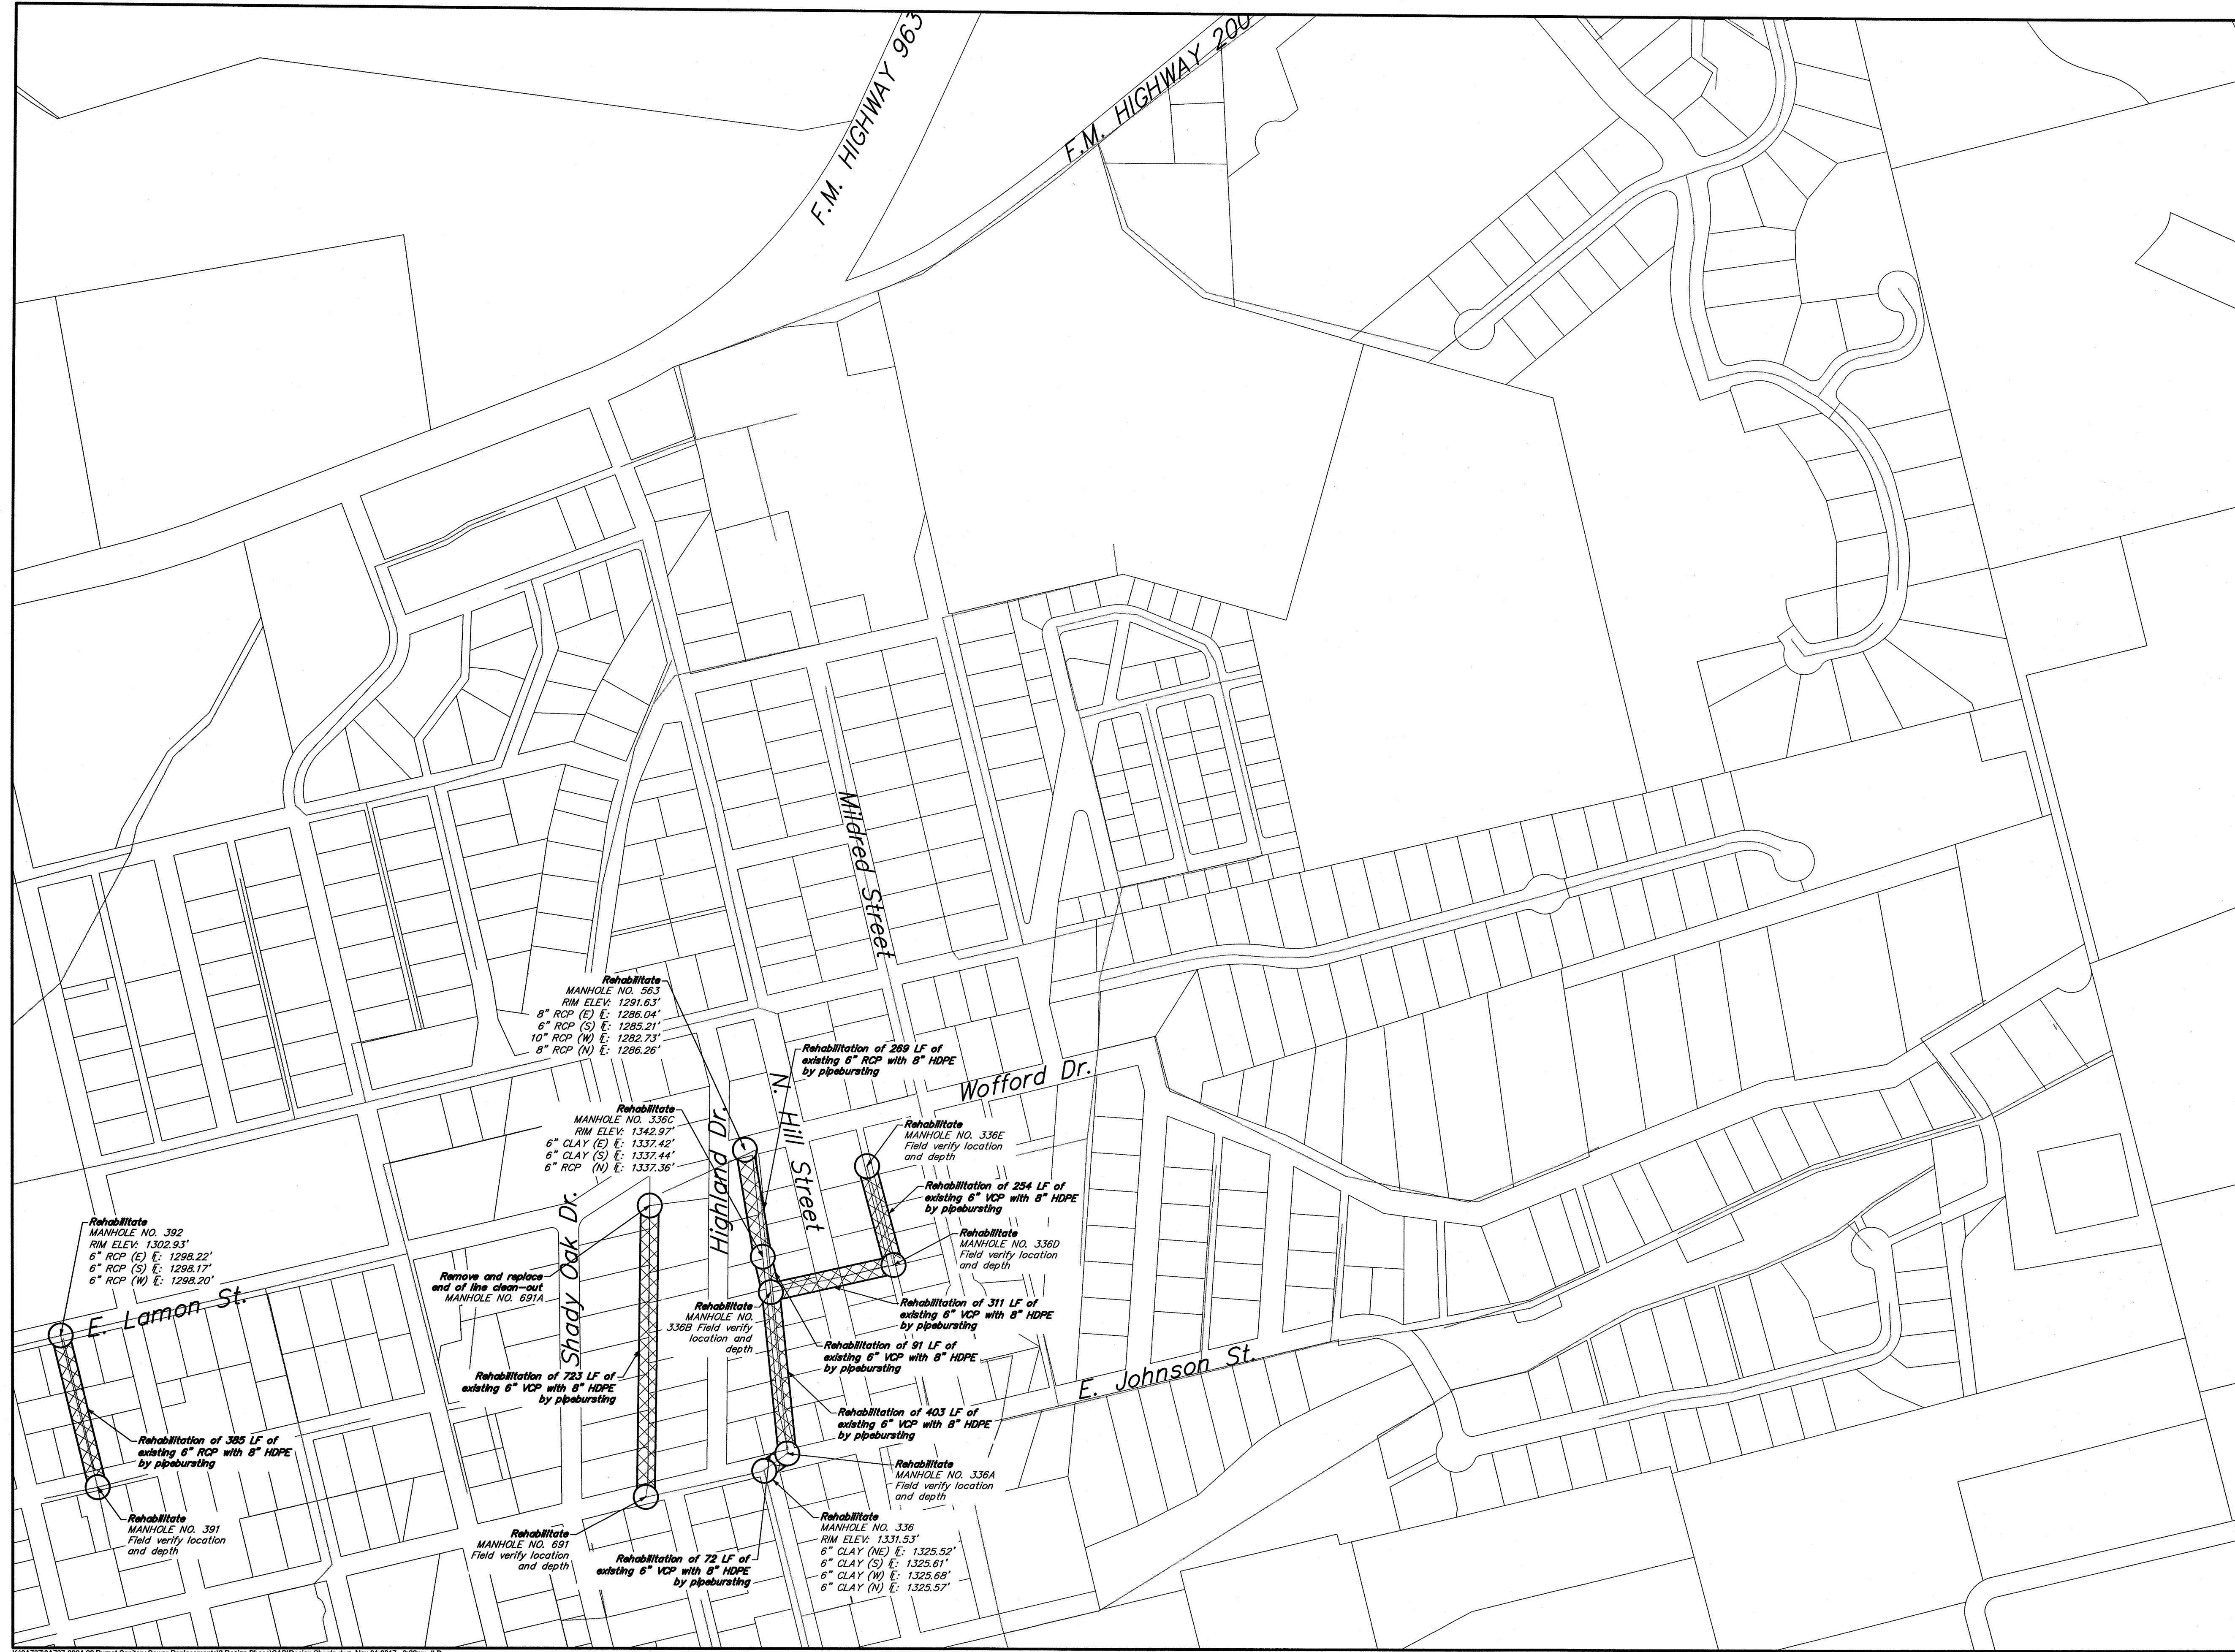 F.M. HIGHWAY 963
F.M. HIGHWAY 200
Mildred Street
Rehabilitate
MANHOLE NO. 563
RIM ELEV: 1291.63'
8" RCP (E) FL: 1286.04'
6" RCP (S) FL: 1285.21'
10" RCP (W) FL: 1282.73'
8" RCP (N) FL: 1286.26'
Rehabilitation of 269 LF of
existing 6" RCP with 8" HDPE
by pipebursting
N. Hill Street
Wofford Dr.
Highland Dr.
Rehabilitate
MANHOLE NO. 336C
RIM ELEV: 1342.97'
6" CLAY (E) FL: 1337.42'
6" CLAY (S) FL: 1337.44'
6" RCP (N) FL: 1337.36'
Rehabilitate
MANHOLE NO. 336E
Field verify location
and depth
Rehabilitation of 254 LF of
existing 6" VCP with 8" HDPE
by pipebursting
Rehabilitate
MANHOLE NO. 336D
Field verify location
and depth
Rehabilitate
MANHOLE NO. 392
RIM ELEV: 1302.93'
6" RCP (E) FL: 1298.22'
6" RCP (S) FL: 1298.17'
6" RCP (W) FL: 1298.20'
E. Lamon St.
Shady Oak Dr.
Remove and replace
end of line clean-out
MANHOLE NO. 691A
Rehabilitate
MANHOLE NO.
336B Field verify
location and
depth
Rehabilitation of 311 LF of
existing 6" VCP with 8" HDPE
by pipebursting
Rehabilitation of 91 LF of
existing 6" VCP with 8" HDPE
by pipebursting
E. Johnson St.
Rehabilitation of 723 LF of
existing 6" VCP with 8" HDPE
by pipebursting
Rehabilitation of 403 LF of
existing 6" VCP with 8" HDPE
by pipebursting
Rehabilitation of 385 LF of
existing 6" RCP with 8" HDPE
by pipebursting
Rehabilitate
MANHOLE NO. 336A
Field verify location
and depth
Rehabilitate
MANHOLE NO. 391
Field verify location
and depth
Rehabilitate
MANHOLE NO. 691
Field verify location
and depth
Rehabilitation of 72 LF of
existing 6" VCP with 8" HDPE
by pipebursting
Rehabilitate
MANHOLE NO. 336
RIM ELEV: 1331.53'
6" CLAY (NE) FL: 1325.52'
6" CLAY (S) FL: 1325.61'
6" CLAY (W) FL: 1325.68'
6" CLAY (N) FL: 1325.57'